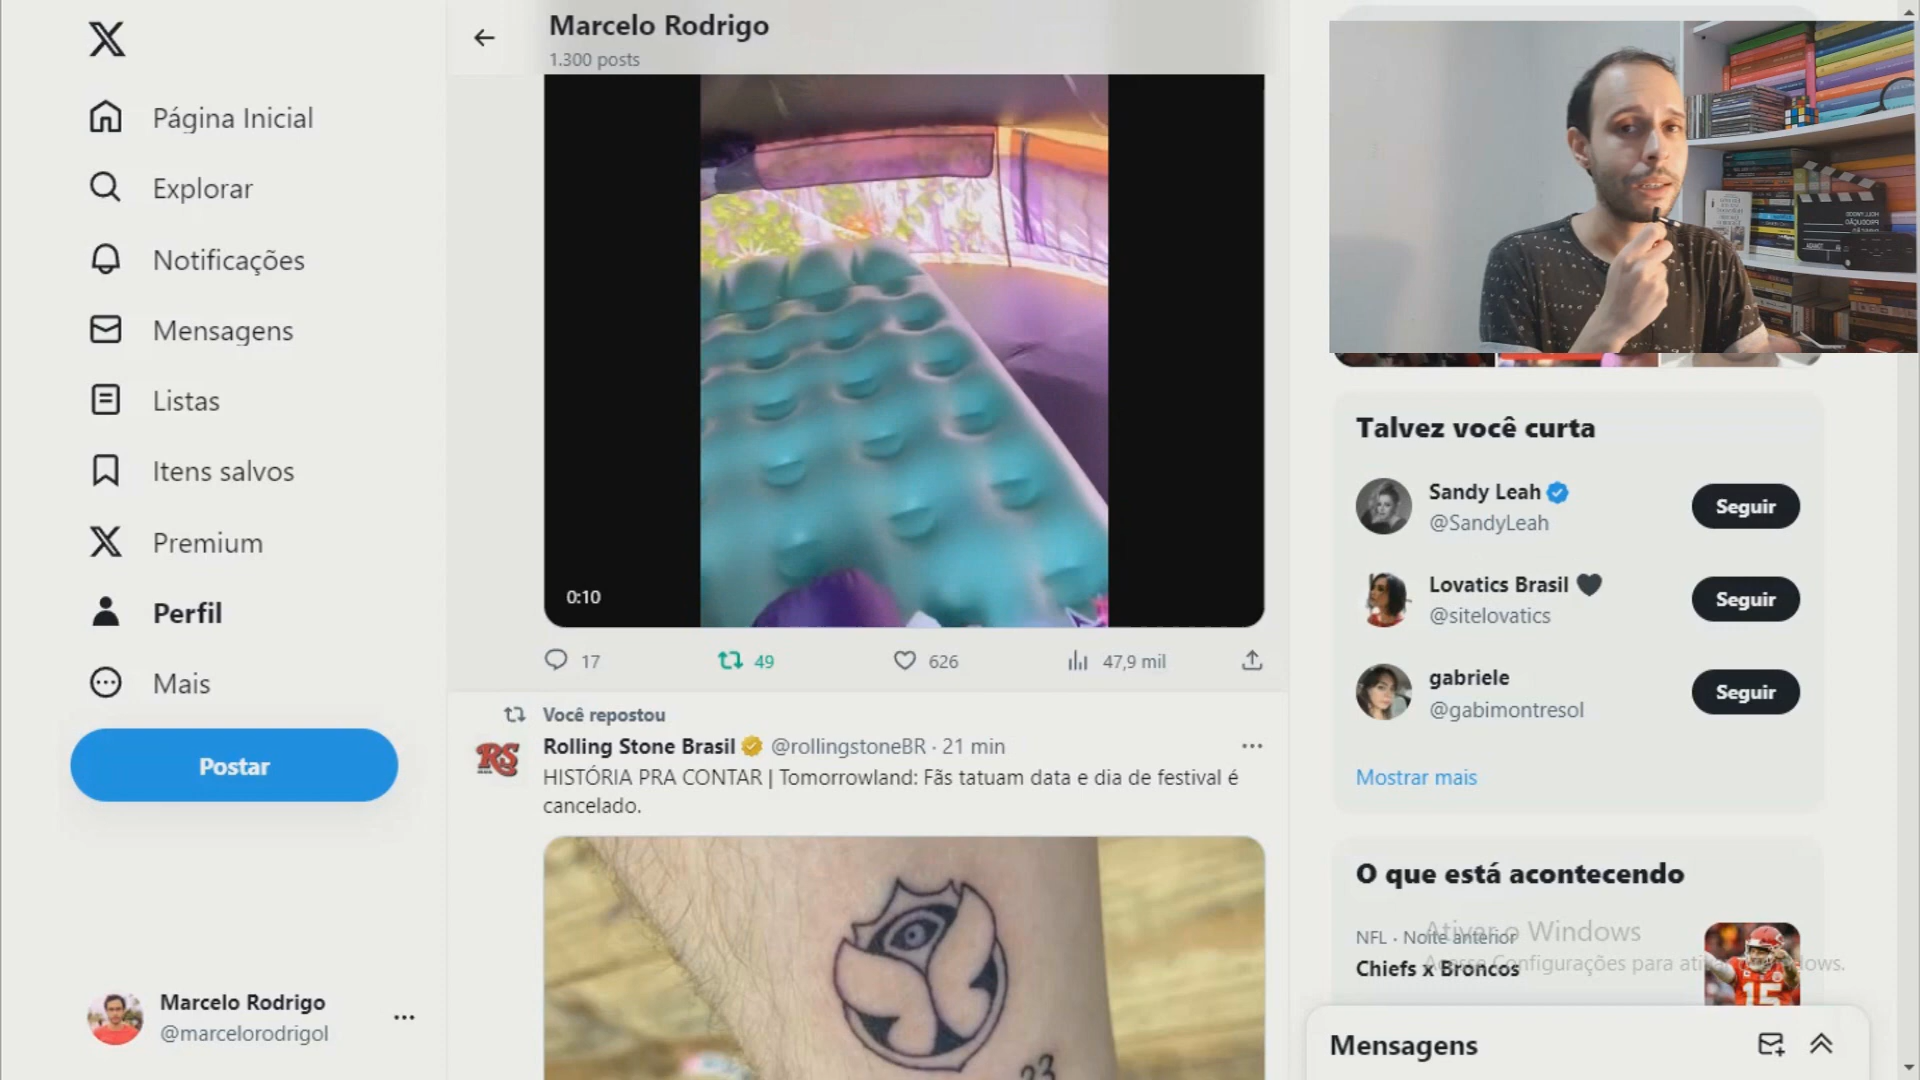 Página Inicial
Explorar
Notificações
Mensagens
Listas
Itens salvos
Premium
Perfil
Mais
Postar
Marcelo Rodrigo
@marcelorodrigol
Marcelo Rodrigo
1.300 posts
0:10
17
49
626
47,9 mil
Você repostou
Rolling Stone Brasil @rollingstoneBR · 21 min
HISTÓRIA PRA CONTAR | Tomorrowland: Fãs tatuam data e dia de festival é
cancelado.
RS
23
Talvez você curta
Sandy Leah
@SandyLeah
Seguir
Lovatics Brasil
@sitelovatics
Seguir
gabriele
@gabimontresol
Seguir
Mostrar mais
O que está acontecendo
NFL · Noite anterior
Chiefs x Broncos
15
Ativar o Windows
Acesse Configurações para ativar o Windows.
Mensagens